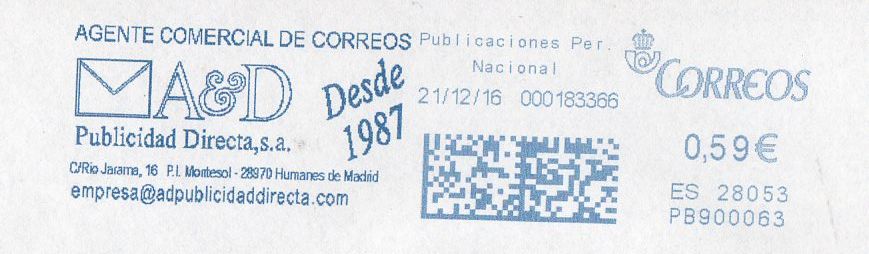 AGENTE COMERCIAL DE CORREOS
A&D
Publicidad Directa,s.a.
Desde
1987
C/Rio Jarama, 16 P.I. Montesol - 28970 Humanes de Madrid
empresa@adpublicidaddirecta.com
Publicaciones Per.
Nacional
21/12/16 000183366
CORREOS
0,59€
ES 28053
PB900063